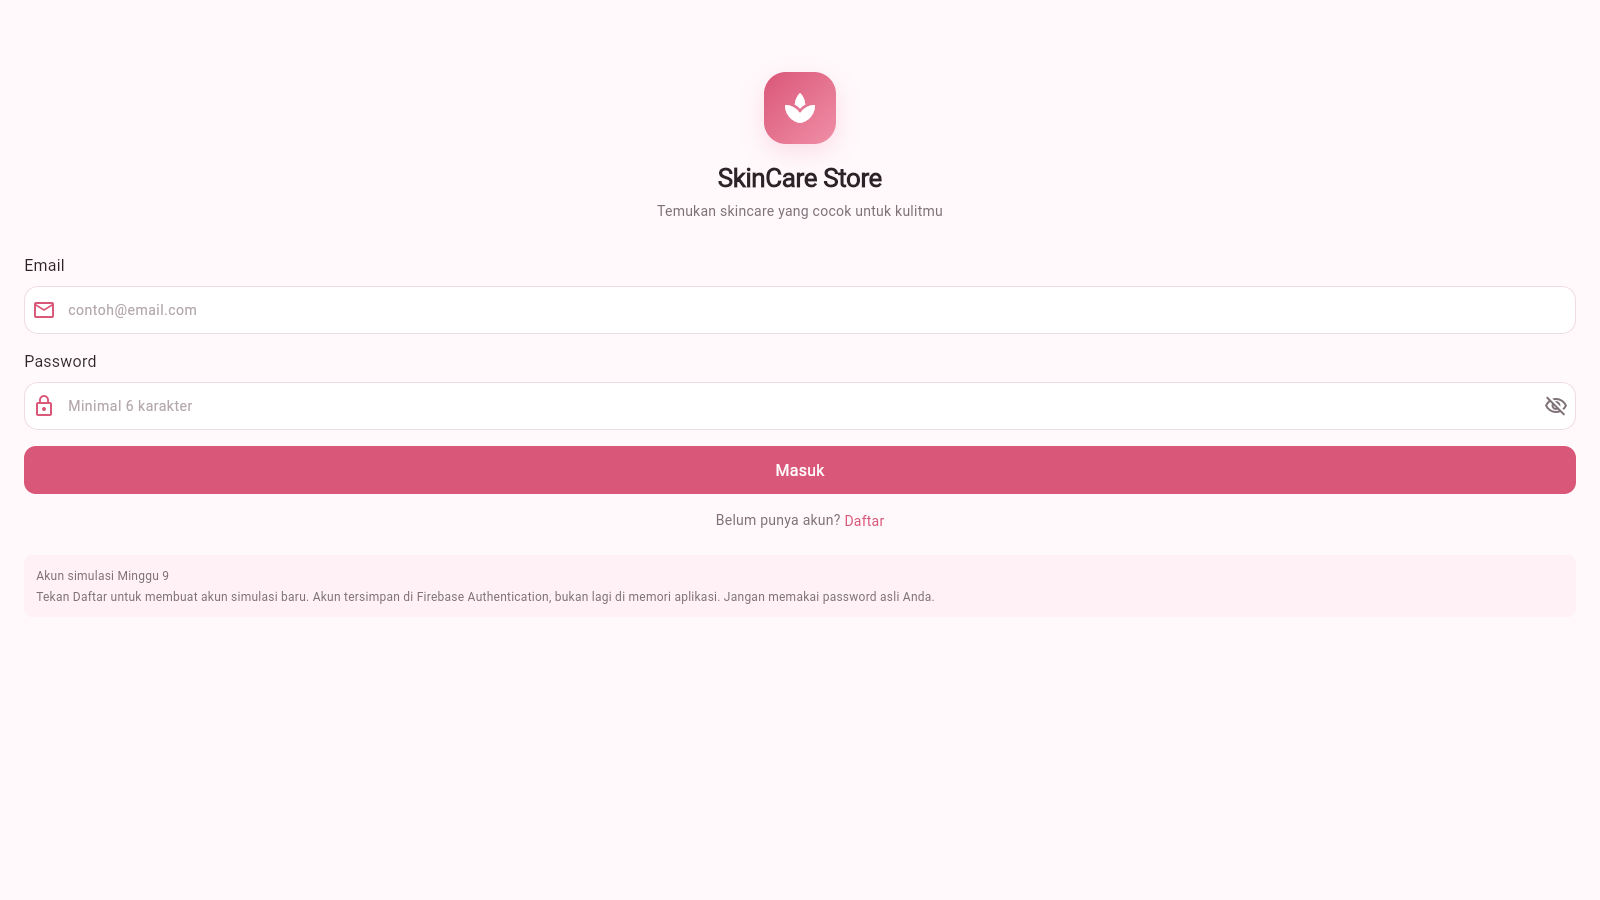 SkinCare Store
Temukan skincare yang cocok untuk kulitmu
Email
contoh@email.com
Password
Minimal 6 karakter
Masuk
Belum punya akun? Daftar
Akun simulasi Minggu 9
Tekan Daftar untuk membuat akun simulasi baru. Akun tersimpan di Firebase Authentication, bukan lagi di memori aplikasi. Jangan memakai password asli Anda.